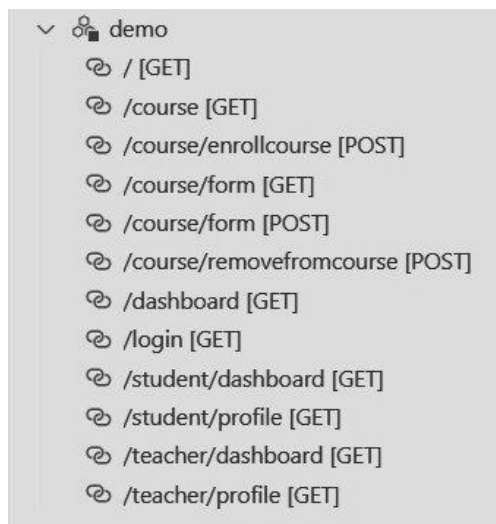 demo
/ [GET]
/course [GET]
/course/enrollcourse [POST]
/course/form [GET]
/course/form [POST]
/course/removefromcourse [POST]
/dashboard [GET]
/login [GET]
/student/dashboard [GET]
/student/profile [GET]
/teacher/dashboard [GET]
/teacher/profile [GET]